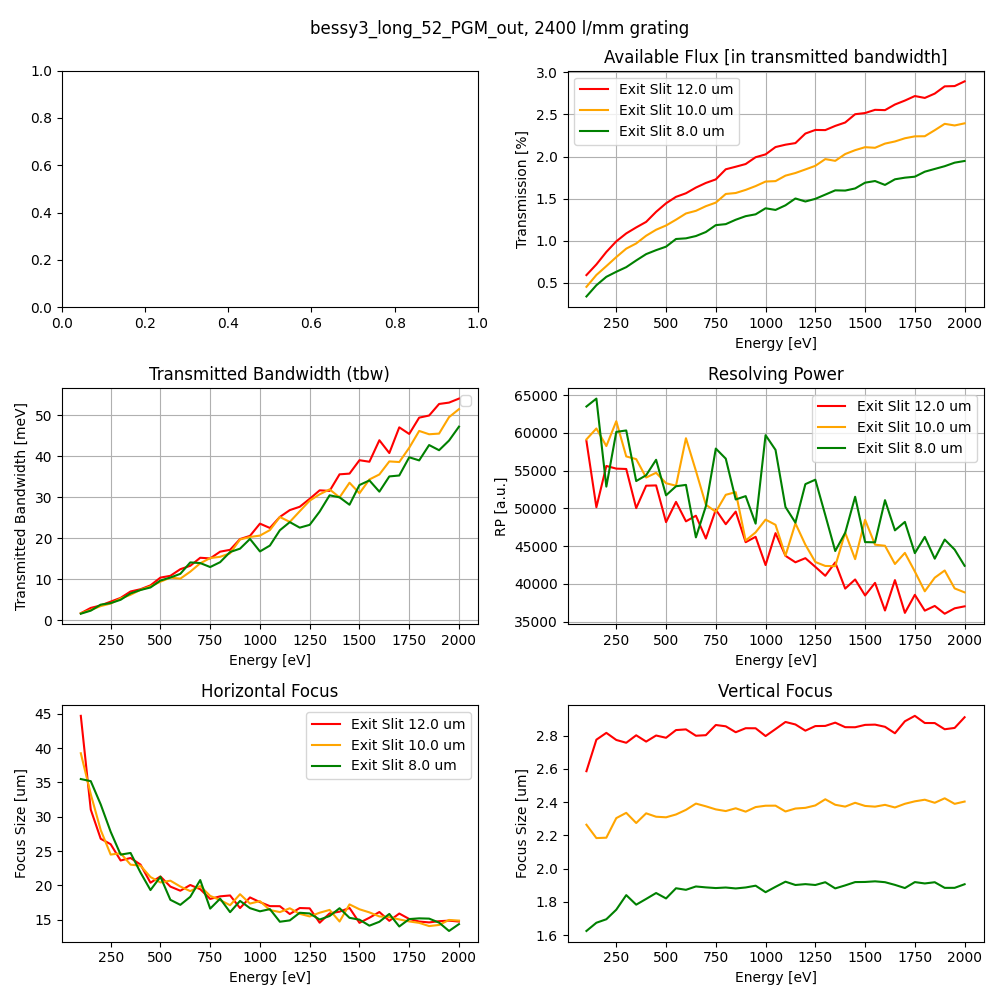 bessy3_long_52_PGM_out, 2400 l/mm grating
1.0
0.8
0.6
0.4
0.2
0.0
0.0 0.2 0.4 0.6 0.8 1.0
Available Flux [in transmitted bandwidth]
Transmission [%]
3.0
2.5
2.0
1.5
1.0
0.5
Exit Slit 12.0 um
Exit Slit 10.0 um
Exit Slit 8.0 um
250 500 750 1000 1250 1500 1750 2000
Energy [eV]
Transmitted Bandwidth (tbw)
Transmitted Bandwidth [meV]
50
40
30
20
10
0
250 500 750 1000 1250 1500 1750 2000
Energy [eV]
Resolving Power
RP [a.u.]
65000
60000
55000
50000
45000
40000
35000
Exit Slit 12.0 um
Exit Slit 10.0 um
Exit Slit 8.0 um
250 500 750 1000 1250 1500 1750 2000
Energy [eV]
Horizontal Focus
Focus Size [um]
45
40
35
30
25
20
15
Exit Slit 12.0 um
Exit Slit 10.0 um
Exit Slit 8.0 um
250 500 750 1000 1250 1500 1750 2000
Energy [eV]
Vertical Focus
Focus Size [um]
2.8
2.6
2.4
2.2
2.0
1.8
1.6
250 500 750 1000 1250 1500 1750 2000
Energy [eV]